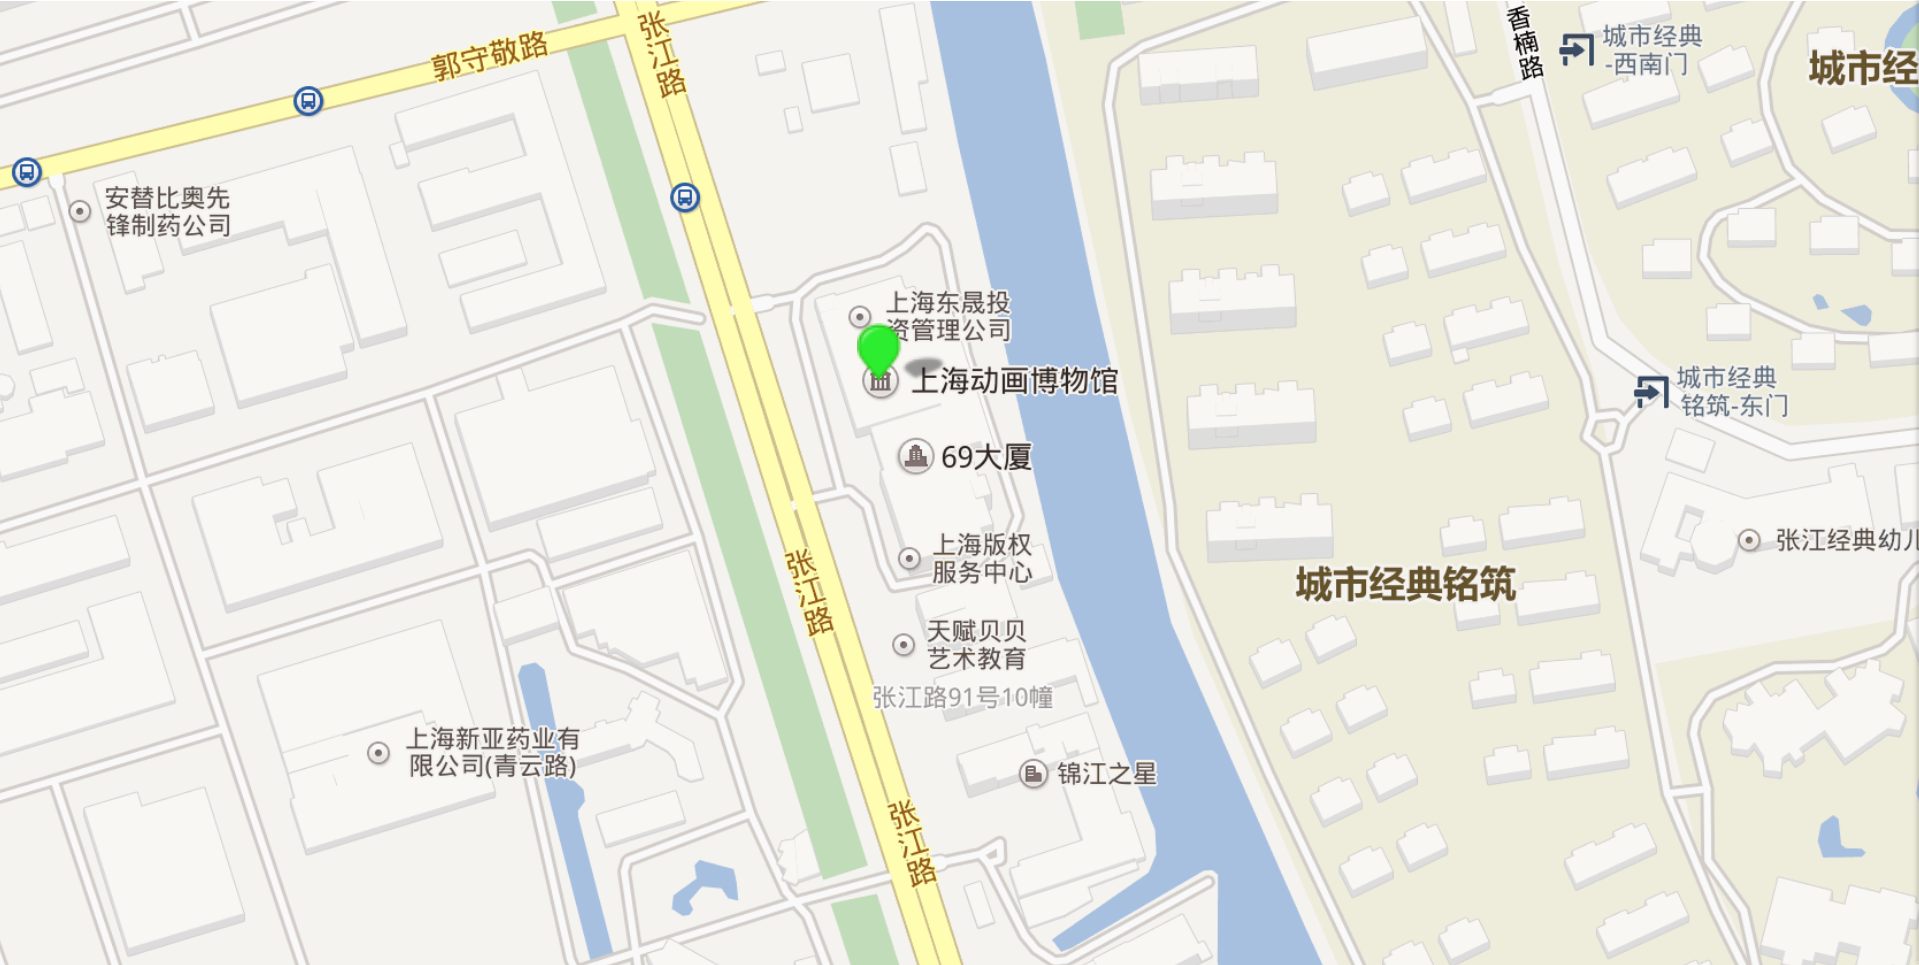 张江路
郭守敬路
香楠路
城市经典
-西南门
城市经
安替比奥先
锋制药公司
上海东晟投
资管理公司
上海动画博物馆
城市经典
铭筑-东门
69大厦
上海版权
服务中心
张江经典幼儿
张江路
城市经典铭筑
天赋贝贝
艺术教育
张江路91号10幢
上海新亚药业有
限公司(青云路)
锦江之星
张江路